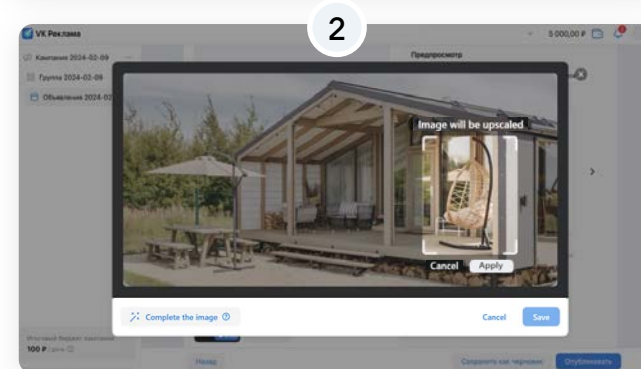 2
VK Реклама
5 000,00 ₽
Кампания 2024-02-09
Предпросмотр
Группа 2024-02-09
Объявление 2024-02
Image will be upscaled
Cancel Apply
Complete the image
Cancel
Save
100 ₽
Назад
Сохранить как черновик
Опубликовать